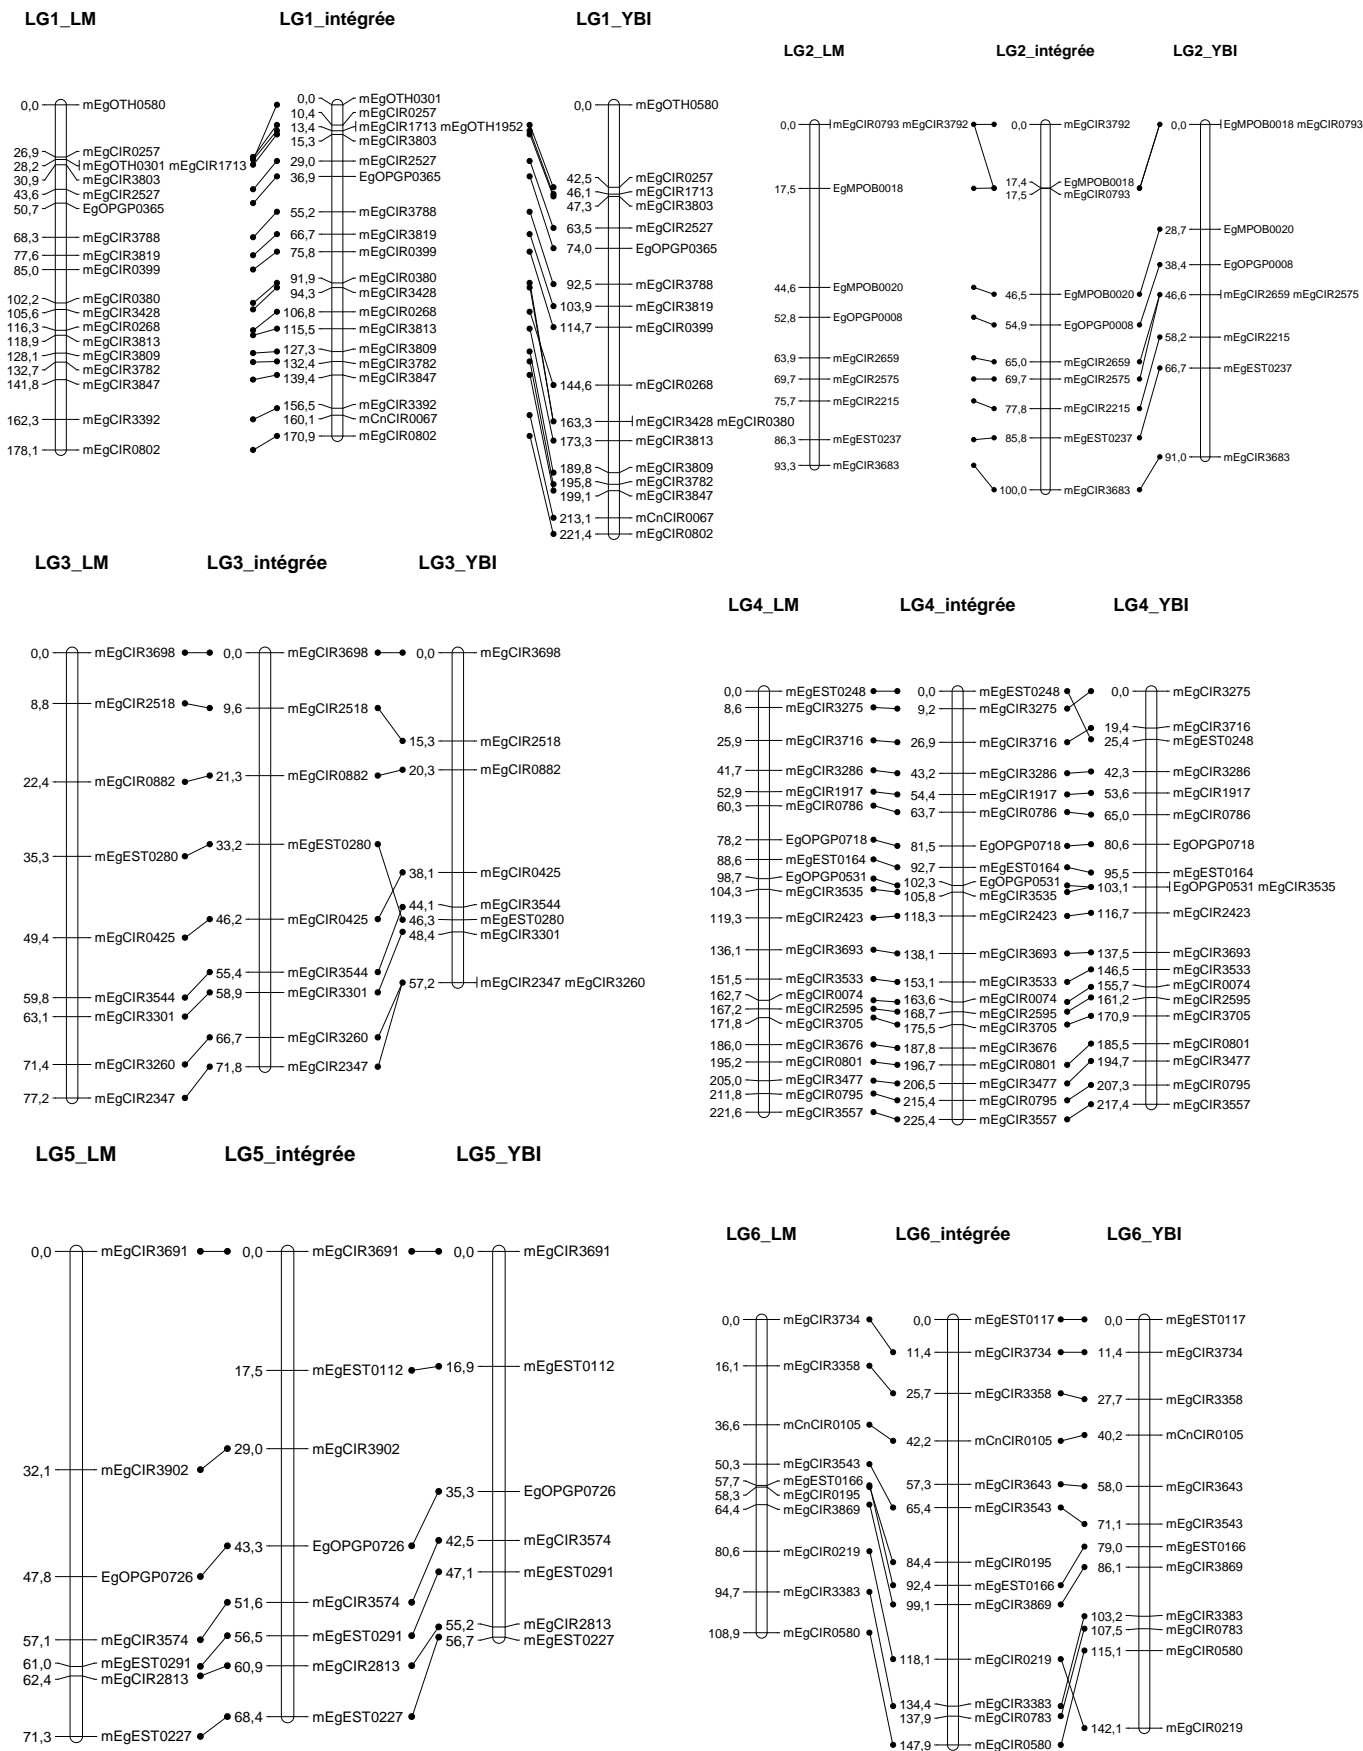 LG1_LM
0,0 mEgOTH0580
26,9 mEgCIR0257
28,2 mEgOTH0301 mEgCIR1713
30,9 mEgCIR3803
43,6 mEgCIR2527
50,7 EgOPGP0365
68,3 mEgCIR3788
77,6 mEgCIR3819
85,0 mEgCIR0399
102,2 mEgCIR0380
105,6 mEgCIR3428
116,3 mEgCIR0268
118,9 mEgCIR3813
128,1 mEgCIR3809
132,7 mEgCIR3782
141,8 mEgCIR3847
162,3 mEgCIR3392
178,1 mEgCIR0802
LG1_intégrée
0,0 mEgOTH0301
10,4 mEgCIR0257
13,4 mEgCIR1713 mEgOTH1952
15,3 mEgCIR3803
29,0 mEgCIR2527
36,9 EgOPGP0365
55,2 mEgCIR3788
66,7 mEgCIR3819
75,8 mEgCIR0399
91,9 mEgCIR0380
94,3 mEgCIR3428
106,8 mEgCIR0268
115,5 mEgCIR3813
127,3 mEgCIR3809
132,4 mEgCIR3782
139,4 mEgCIR3847
156,5 mEgCIR3392
160,1 mCnCIR0067
170,9 mEgCIR0802
LG1_YBI
0,0 mEgOTH0580
42,5 mEgCIR0257
46,1 mEgCIR1713
47,3 mEgCIR3803
63,5 mEgCIR2527
74,0 EgOPGP0365
92,5 mEgCIR3788
103,9 mEgCIR3819
114,7 mEgCIR0399
144,6 mEgCIR0268
163,3 mEgCIR3428 mEgCIR0380
173,3 mEgCIR3813
189,8 mEgCIR3809
195,8 mEgCIR3782
199,1 mEgCIR3847
213,1 mCnCIR0067
221,4 mEgCIR0802
LG2_LM
0,0 mEgCIR0793 mEgCIR3792
17,5 EgMPOB0018
44,6 EgMPOB0020
52,8 EgOPGP0008
63,9 mEgCIR2659
69,7 mEgCIR2575
75,7 mEgCIR2215
86,3 mEgEST0237
93,3 mEgCIR3683
LG2_intégrée
0,0 mEgCIR3792
17,4 EgMPOB0018
17,5 mEgCIR0793
46,5 EgMPOB0020
54,9 EgOPGP0008
65,0 mEgCIR2659
69,7 mEgCIR2575
77,8 mEgCIR2215
85,8 mEgEST0237
100,0 mEgCIR3683
LG2_YBI
0,0 EgMPOB0018 mEgCIR0793
28,7 EgMPOB0020
38,4 EgOPGP0008
46,6 mEgCIR2659 mEgCIR2575
58,2 mEgCIR2215
66,7 mEgEST0237
91,0 mEgCIR3683
LG3_LM
0,0 mEgCIR3698
8,8 mEgCIR2518
22,4 mEgCIR0882
35,3 mEgEST0280
49,4 mEgCIR0425
59,8 mEgCIR3544
63,1 mEgCIR3301
71,4 mEgCIR3260
77,2 mEgCIR2347
LG3_intégrée
0,0 mEgCIR3698
9,6 mEgCIR2518
21,3 mEgCIR0882
33,2 mEgEST0280
46,2 mEgCIR0425
55,4 mEgCIR3544
58,9 mEgCIR3301
66,7 mEgCIR3260
71,8 mEgCIR2347
LG3_YBI
0,0 mEgCIR3698
15,3 mEgCIR2518
20,3 mEgCIR0882
38,1 mEgCIR0425
44,1 mEgCIR3544
46,3 mEgEST0280
48,4 mEgCIR3301
57,2 mEgCIR2347 mEgCIR3260
LG4_LM
0,0 mEgEST0248
8,6 mEgCIR3275
25,9 mEgCIR3716
41,7 mEgCIR3286
52,9 mEgCIR1917
60,3 mEgCIR0786
78,2 EgOPGP0718
88,6 mEgEST0164
98,7 EgOPGP0531
104,3 mEgCIR3535
119,3 mEgCIR2423
136,1 mEgCIR3693
151,5 mEgCIR3533
162,7 mEgCIR0074
167,2 mEgCIR2595
171,8 mEgCIR3705
186,0 mEgCIR3676
195,2 mEgCIR0801
205,0 mEgCIR3477
211,8 mEgCIR0795
221,6 mEgCIR3557
LG4_intégrée
0,0 mEgEST0248
9,2 mEgCIR3275
26,9 mEgCIR3716
43,2 mEgCIR3286
54,4 mEgCIR1917
63,7 mEgCIR0786
81,5 EgOPGP0718
92,7 mEgEST0164
102,3 EgOPGP0531
105,8 mEgCIR3535
118,3 mEgCIR2423
138,1 mEgCIR3693
153,1 mEgCIR3533
163,6 mEgCIR0074
168,7 mEgCIR2595
175,5 mEgCIR3705
187,8 mEgCIR3676
196,7 mEgCIR0801
206,5 mEgCIR3477
215,4 mEgCIR0795
225,4 mEgCIR3557
LG4_YBI
0,0 mEgCIR3275
19,4 mEgCIR3716
25,4 mEgEST0248
42,3 mEgCIR3286
53,6 mEgCIR1917
65,0 mEgCIR0786
80,6 EgOPGP0718
95,5 mEgEST0164
103,1 EgOPGP0531 mEgCIR3535
116,7 mEgCIR2423
137,5 mEgCIR3693
146,5 mEgCIR3533
155,7 mEgCIR0074
161,2 mEgCIR2595
170,9 mEgCIR3705
185,5 mEgCIR0801
194,7 mEgCIR3477
207,3 mEgCIR0795
217,4 mEgCIR3557
LG5_LM
0,0 mEgCIR3691
32,1 mEgCIR3902
47,8 EgOPGP0726
57,1 mEgCIR3574
61,0 mEgEST0291
62,4 mEgCIR2813
71,3 mEgEST0227
LG5_intégrée
0,0 mEgCIR3691
17,5 mEgEST0112
29,0 mEgCIR3902
43,3 EgOPGP0726
51,6 mEgCIR3574
56,5 mEgEST0291
60,9 mEgCIR2813
68,4 mEgEST0227
LG5_YBI
0,0 mEgCIR3691
16,9 mEgEST0112
35,3 EgOPGP0726
42,5 mEgCIR3574
47,1 mEgEST0291
55,2 mEgCIR2813
56,7 mEgEST0227
LG6_LM
0,0 mEgCIR3734
16,1 mEgCIR3358
36,6 mCnCIR0105
50,3 mEgCIR3543
57,7 mEgEST0166
58,3 mEgCIR0195
64,4 mEgCIR3869
80,6 mEgCIR0219
94,7 mEgCIR3383
108,9 mEgCIR0580
LG6_intégrée
0,0 mEgEST0117
11,4 mEgCIR3734
25,7 mEgCIR3358
42,2 mCnCIR0105
57,3 mEgCIR3643
65,4 mEgCIR3543
84,4 mEgCIR0195
92,4 mEgEST0166
99,1 mEgCIR3869
118,1 mEgCIR0219
134,4 mEgCIR3383
137,9 mEgCIR0783
147,9 mEgCIR0580
LG6_YBI
0,0 mEgEST0117
11,4 mEgCIR3734
27,7 mEgCIR3358
40,2 mCnCIR0105
58,0 mEgCIR3643
71,1 mEgCIR3543
79,0 mEgEST0166
86,1 mEgCIR3869
103,2 mEgCIR3383
107,5 mEgCIR0783
115,1 mEgCIR0580
142,1 mEgCIR0219